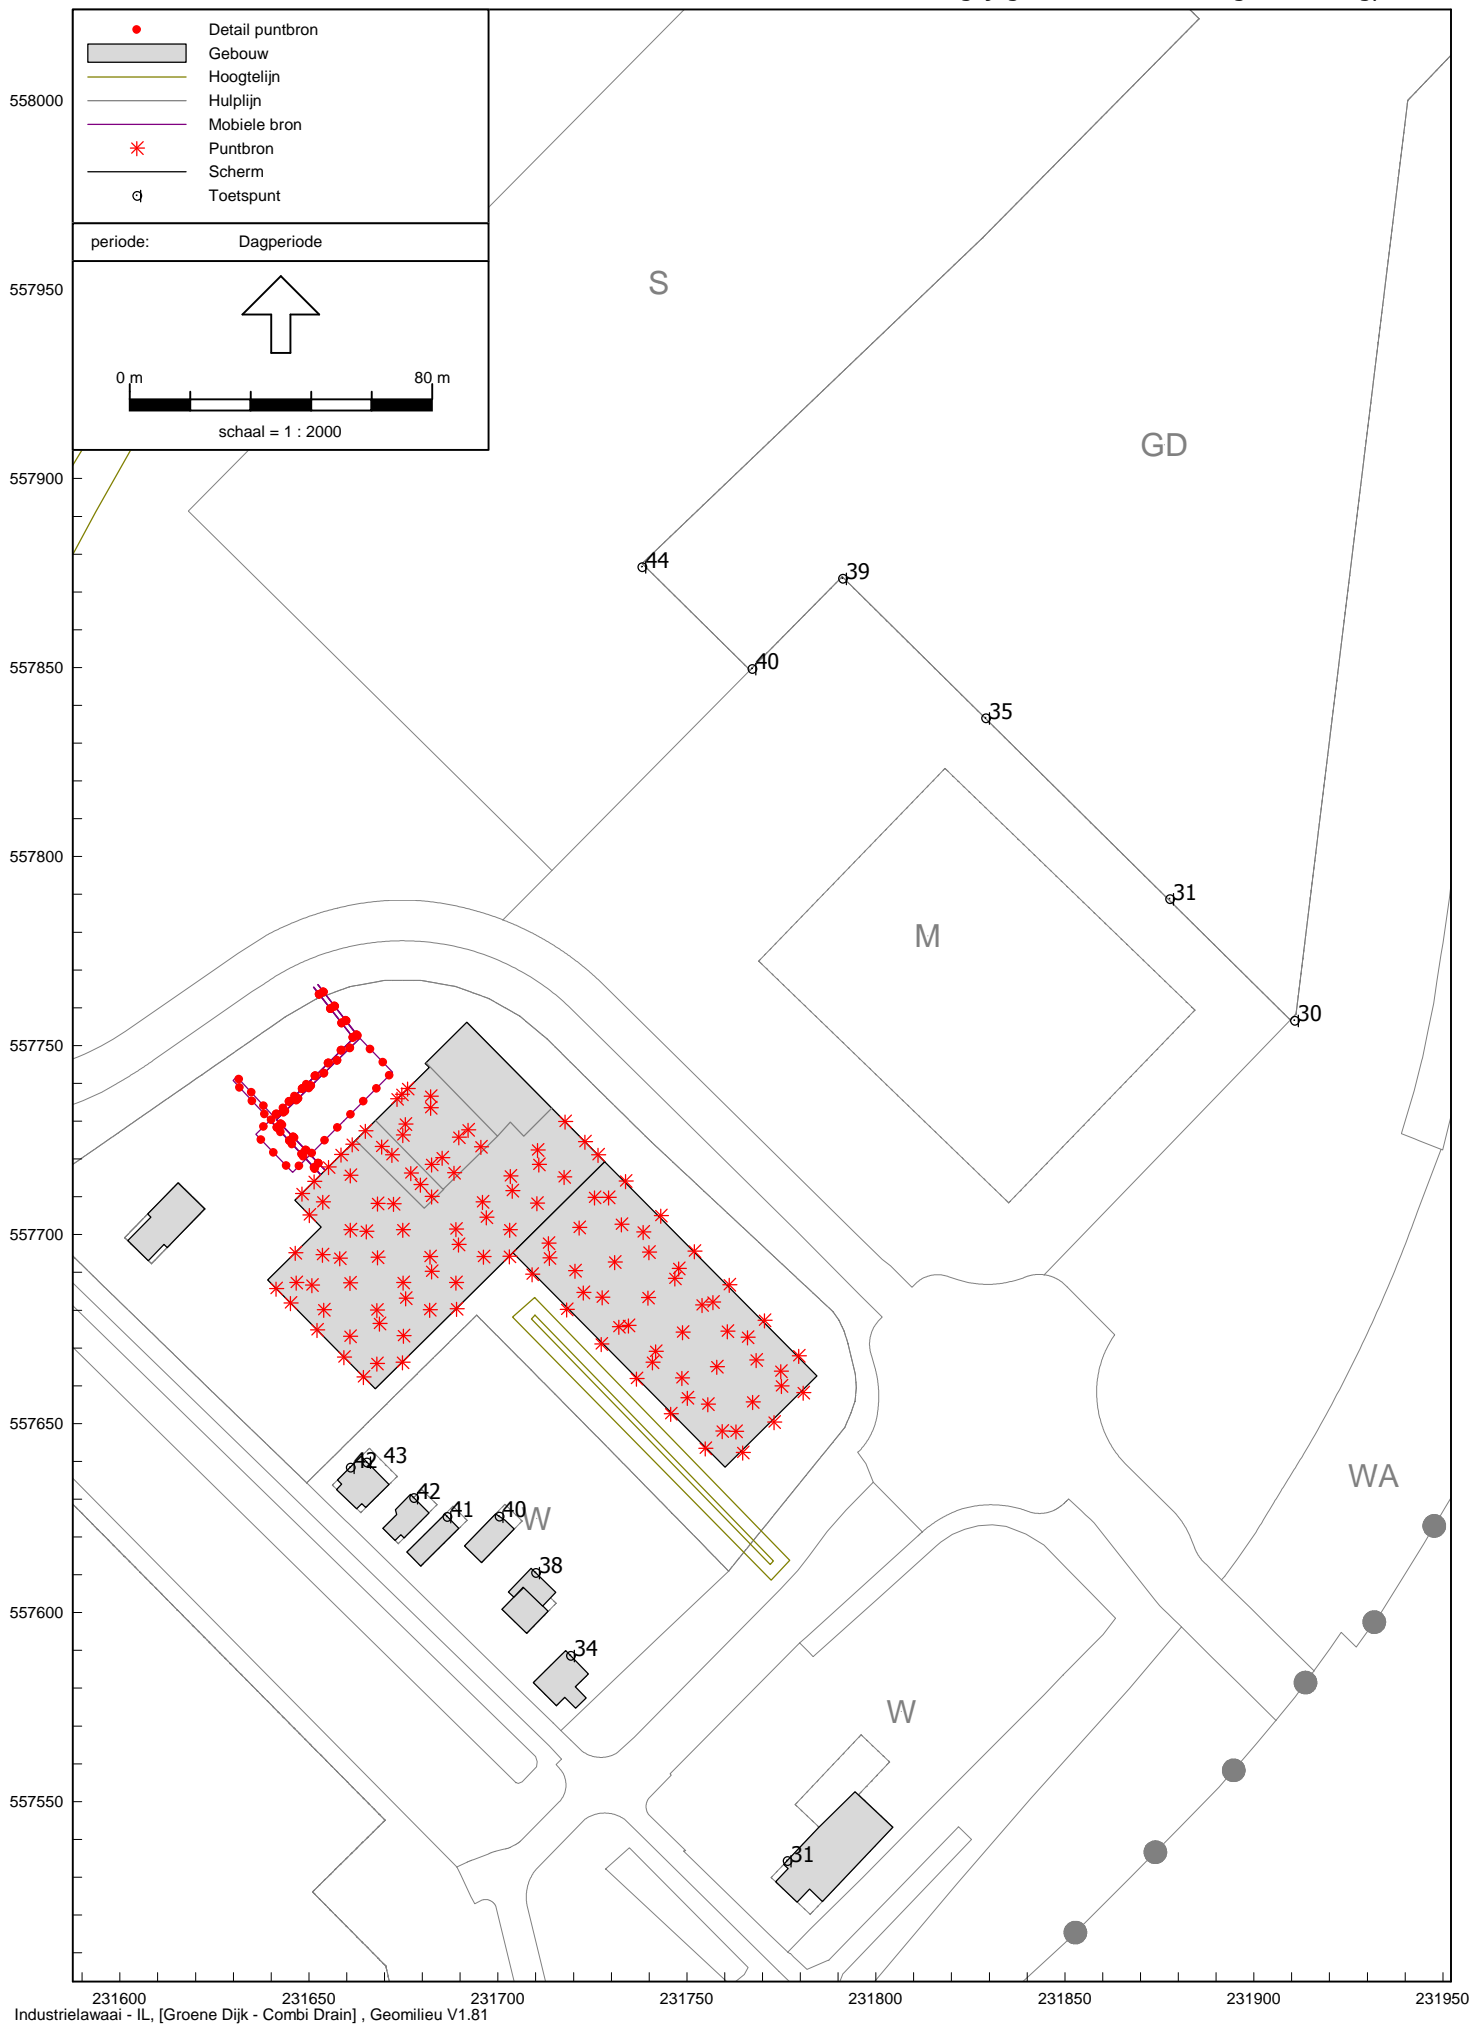 Detail puntbron
Gebouw
Hoogtelijn
Hulplijn
Mobiele bron
Puntbron
Scherm
Toetspunt
periode: Dagperiode
0 m 80 m
schaal = 1 : 2000
558000
557950
557900
557850
557800
557750
557700
557650
557600
557550
S
GD
44
39
40
35
31
M
30
42 43
42
41
40
W
38
34
WA
W
31
231600 231650 231700 231750 231800 231850 231900 231950
Industrielawaai - IL, [Groene Dijk - Combi Drain] , Geomilieu V1.81